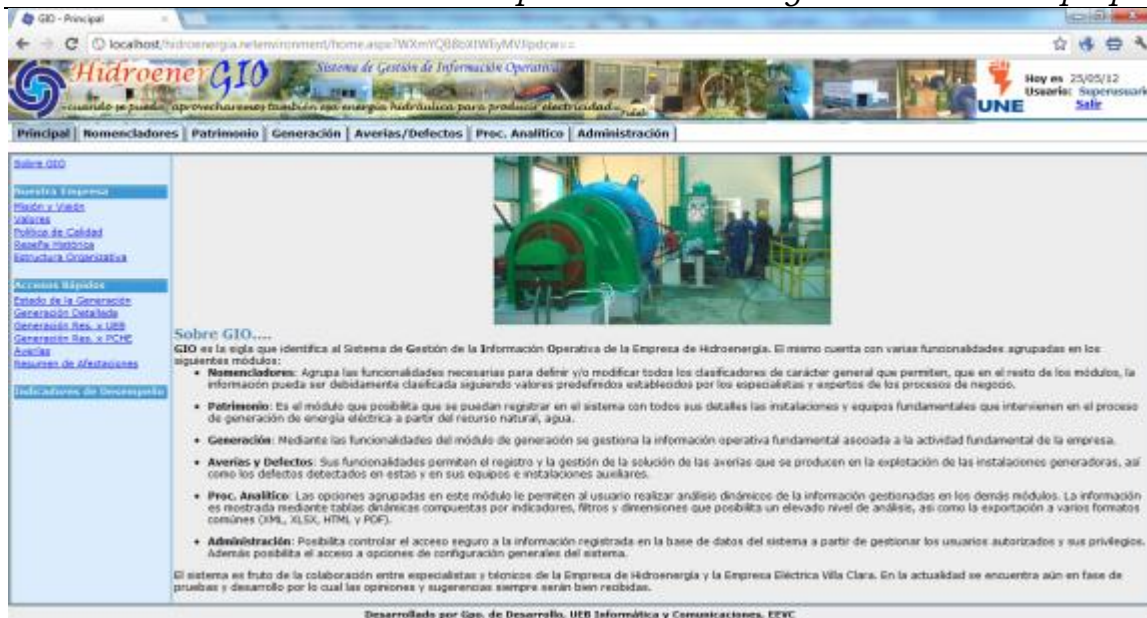 GIO - Principal
localhost/hidroenergia.netenvironment/home.aspx?
HidroenerGIO
Sistema de Gestión de Información Operativa
cuando se pueda, aprovecharemos también esa energía hidráulica para producir electricidad
UNE
Hoy es 25/05/12
Usuario: Superusuari
Salir
Principal Nomencladores Patrimonio Generación Averías/Defectos Proc. Analítico Administración
Sobre GIO
Nuestra Empresa
Misión y Visión
Valores
Política de Calidad
Reseña Histórica
Estructura Organizativa
Accesos Rápidos
Estado de la Generación
Generación Detallada
Generación Res. x UEB
Generación Res. x PCHE
Averías
Resumen de Afectaciones
Indicadores de Desempeño
Sobre GIO....
GIO es la sigla que identifica al Sistema de Gestión de la Información Operativa de la Empresa de Hidroenergía. El mismo cuenta con varias funcionalidades agrupadas en los
siguientes módulos:
• Nomencladores: Agrupa las funcionalidades necesarias para definir y/o modificar todos los clasificadores de carácter general que permiten, que en el resto de los módulos, la
información pueda ser debidamente clasificada siguiendo valores predefinidos establecidos por los especialistas y expertos de los procesos de negocio.
• Patrimonio: Es el módulo que posibilita que se puedan registrar en el sistema con todos sus detalles las instalaciones y equipos fundamentales que intervienen en el proceso
de generación de energía eléctrica a partir del recurso natural, agua.
• Generación: Mediante las funcionalidades del módulo de generación se gestiona la información operativa fundamental asociada a la actividad fundamental de la empresa.
• Averías y Defectos: Sus funcionalidades permiten el registro y la gestión de la solución de las averías que se producen en la explotación de las instalaciones generadoras, así
como los defectos detectados en estas y en sus equipos e instalaciones auxiliares.
• Proc. Analítico: Las opciones agrupadas en este módulo le permiten al usuario realizar análisis dinámicos de la información gestionadas en los demás módulos. La información
es mostrada mediante tablas dinámicas compuestas por indicadores, filtros y dimensiones que posibilita un elevado nivel de análisis, así como la exportación a varios formatos
comúnes (XML, XLSX, HTML y PDF).
• Administración: Posibilita controlar el acceso seguro a la información registrada en la base de datos del sistema a partir de gestionar los usuarios autorizados y sus privilegios.
Además posibilita el acceso a opciones de configuración generales del sistema.
El sistema es fruto de la colaboración entre especialistas y técnicos de la Empresa de Hidroenergía y la Empresa Eléctrica Villa Clara. En la actualidad se encuentra aún en fase de
pruebas y desarrollo por lo cual las opiniones y sugerencias siempre serán bien recibidas.
Desarrollado por Gpo. de Desarrollo, UEB Informática y Comunicaciones, EEVC